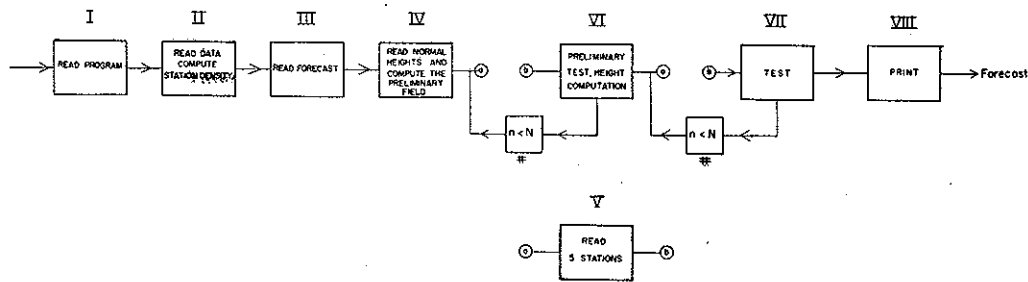 I
II
III
IV
VI
VII
VIII
READ PROGRAM
READ DATA
COMPUTE
STATION DENSITY
READ FORECAST
READ NORMAL
HEIGHTS AND
COMPUTE THE
PRELIMINARY
FIELD
a
b
PRELIMINARY
TEST, HEIGHT
COMPUTATION
TEST
PRINT
Forecast
n < N
#
n < N
#
V
a
READ
5 STATIONS
b